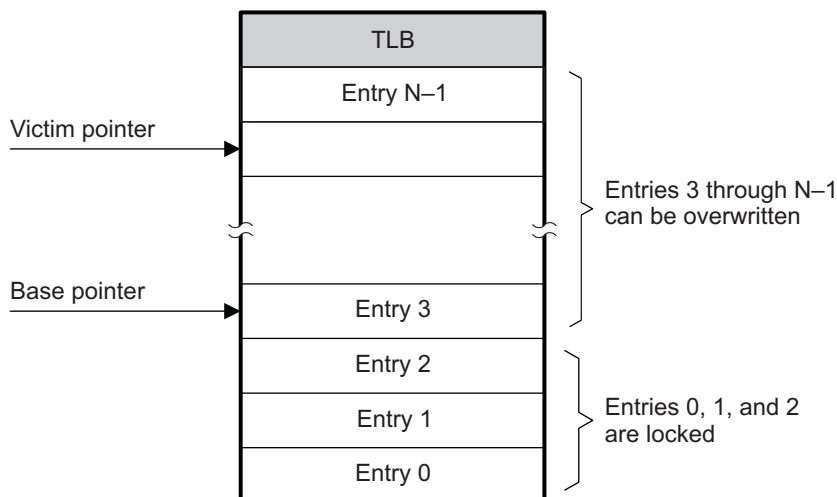 TLB
Entry N–1
Victim pointer
Entries 3 through N–1
can be overwritten
Base pointer
Entry 3
Entry 2
Entry 1
Entries 0, 1, and 2
are locked
Entry 0